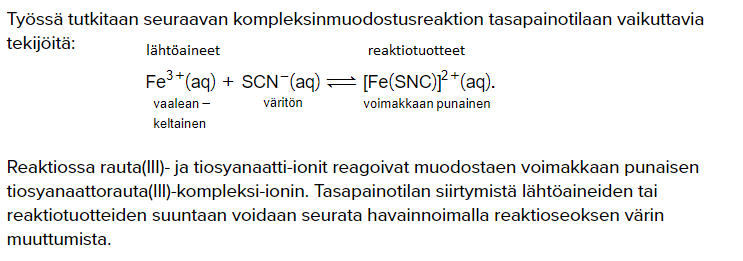 Työssä tutkitaan seuraavan kompleksinmuodostusreaktion tasapainotilaan vaikuttavia
tekijöitä:
lähtöaineet reaktiotuotteet
Fe³⁺(aq) + SCN⁻(aq) ⇌ [Fe(SNC)]²⁺(aq).
vaalean – väritön voimakkaan punainen
keltainen
Reaktiossa rauta(III)- ja tiosyanaatti-ionit reagoivat muodostaen voimakkaan punaisen
tiosyanaattorauta(III)-kompleksi-ionin. Tasapainotilan siirtymistä lähtöaineiden tai
reaktiotuotteiden suuntaan voidaan seurata havainnoimalla reaktioseoksen värin
muuttumista.